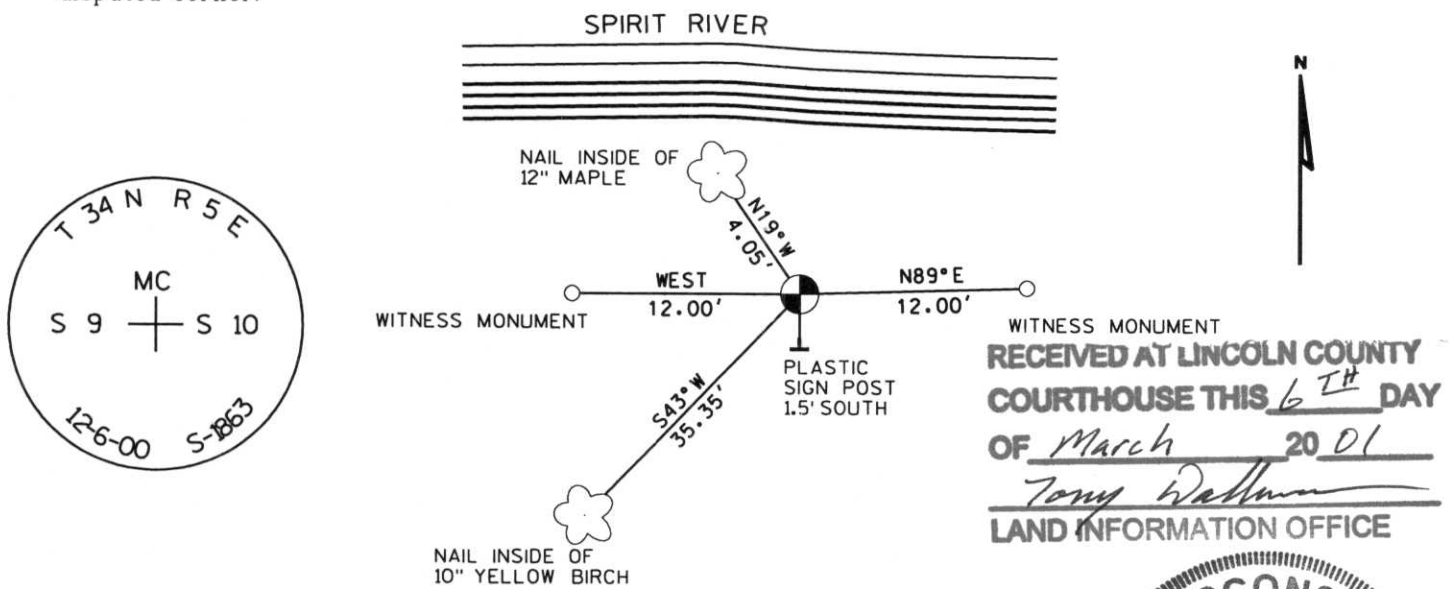 SPIRIT RIVER
N
NAIL INSIDE OF
12" MAPLE
N19°W
4.05'
T 34 N R 5 E
MC
S 9 S 10
12-6-00 S-1863
WEST
12.00'
N89°E
12.00'
WITNESS MONUMENT
WITNESS MONUMENT
PLASTIC
SIGN POST
1.5' SOUTH
S43°W
35.35'
NAIL INSIDE OF
10" YELLOW BIRCH
RECEIVED AT LINCOLN COUNTY
COURTHOUSE THIS 6TH DAY
OF March 20 01
Tony
LAND INFORMATION OFFICE